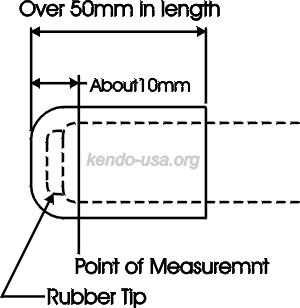 Over 50mm in length
About10mm
kendo-usa.org
Point of Measuremnt
Rubber Tip